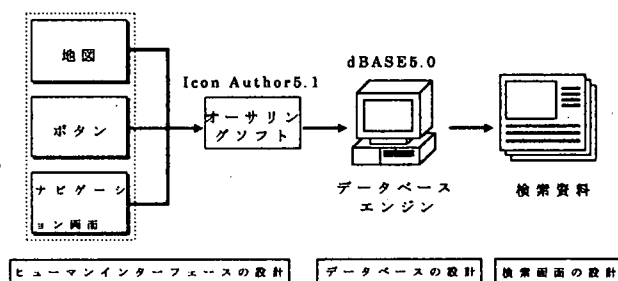 地図
ボタン
ナビゲーシ
ョン画面
Icon Author5.1
オーサリン
グソフト
dBASE5.0
データベース
エンジン
検索資料
ヒューマンインターフェースの設計
データベースの設計
検索画面の設計